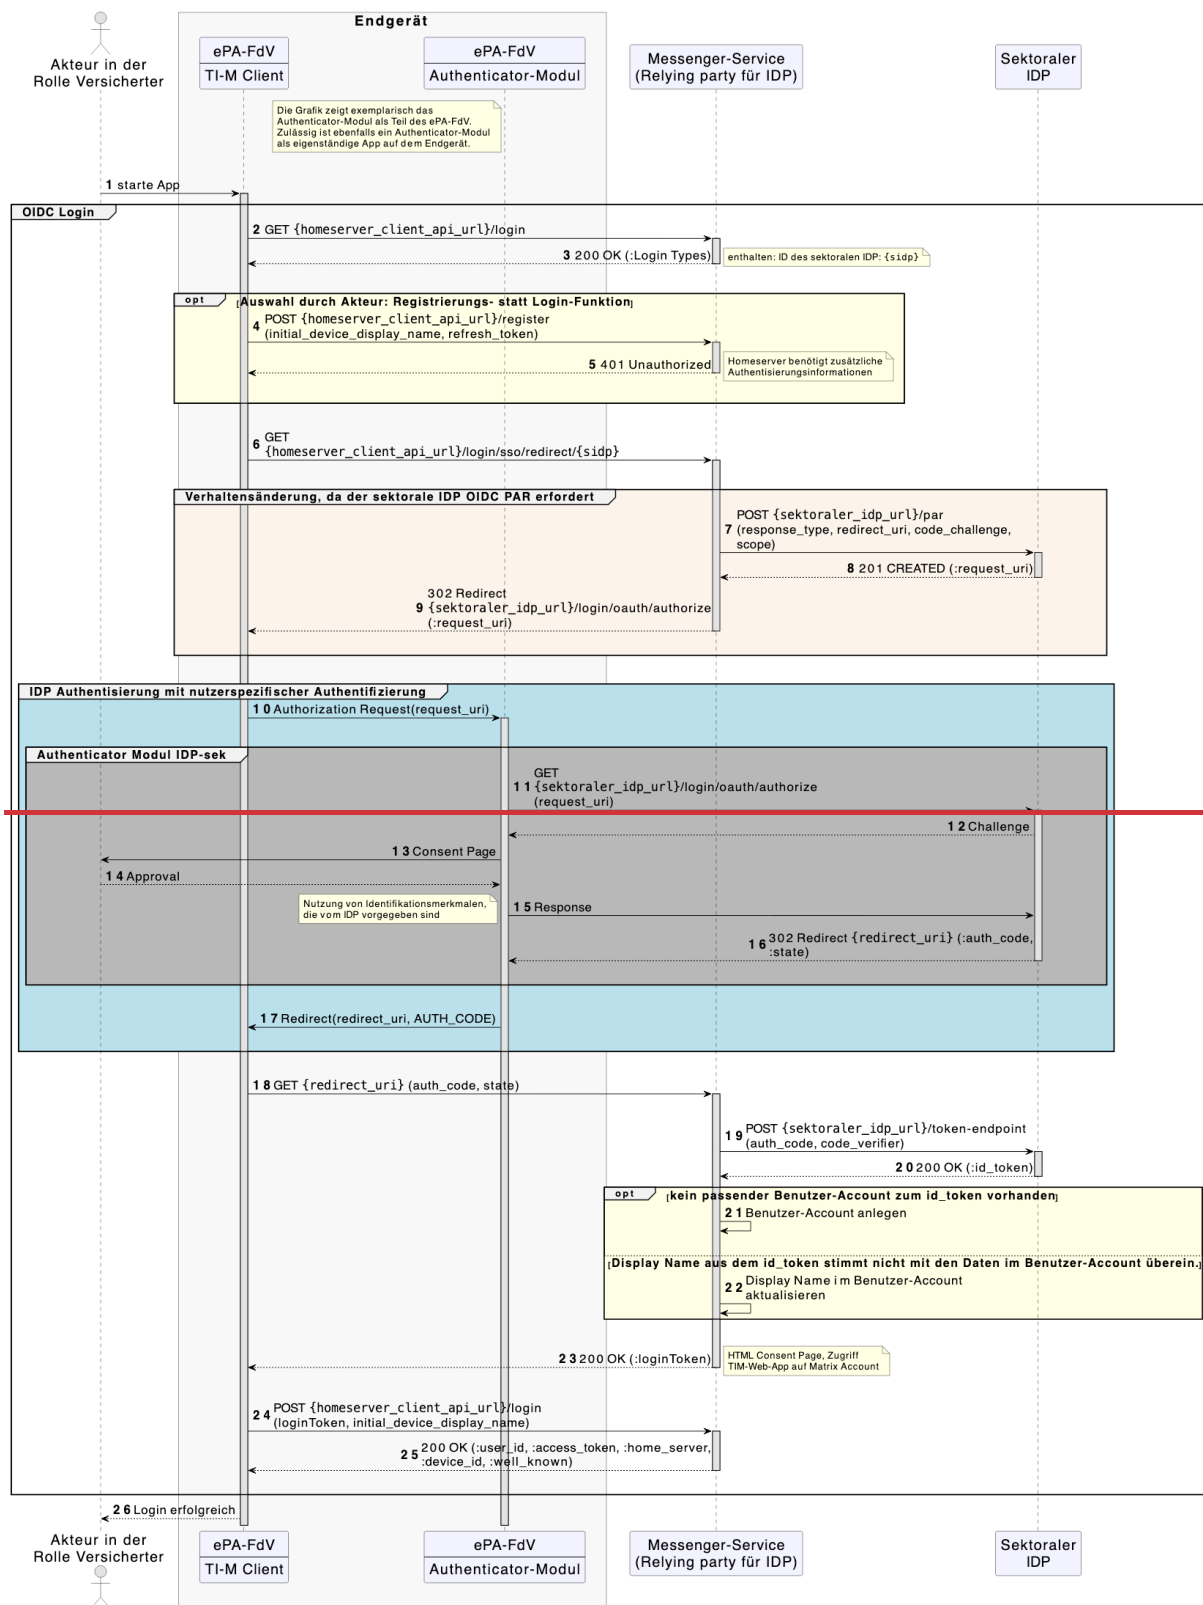 Endgerät
Akteur in der
Rolle Versicherter
ePA-FdV
TI-M Client
ePA-FdV
Authenticator-Modul
Messenger-Service
(Relying party für IDP)
Sektoraler
IDP
Die Grafik zeigt exemplarisch das
Authenticator-Modul als Teil des ePA-FdV.
Zulässig ist ebenfalls ein Authenticator-Modul
als eigenständige App auf dem Endgerät.
1 starte App
OIDC Login
2 GET {homeserver_client_api_url}/login
3 200 OK (:Login Types)
enthalten: ID des sektoralen IDP: {sidp}
opt [Auswahl durch Akteur: Registrierungs- statt Login-Funktion]
4 POST {homeserver_client_api_url}/register
(initial_device_display_name, refresh_token)
5 401 Unauthorized
Homeserver benötigt zusätzliche
Authentisierungsinformationen
6 GET
{homeserver_client_api_url}/login/sso/redirect/{sidp}
Verhaltensänderung, da der sektorale IDP OIDC PAR erfordert
7 POST {sektoraler_idp_url}/par
(response_type, redirect_uri, code_challenge,
scope)
8 201 CREATED (:request_uri)
9 302 Redirect
{sektoraler_idp_url}/login/oauth/authorize
(:request_uri)
IDP Authentisierung mit nutzerspezifischer Authentifizierung
10 Authorization Request(request_uri)
Authenticator Modul IDP-sek
11 GET
{sektoraler_idp_url}/login/oauth/authorize
(request_uri)
12 Challenge
13 Consent Page
14 Approval
Nutzung von Identifikationsmerkmalen,
die vom IDP vorgegeben sind
15 Response
16 302 Redirect {redirect_uri} (:auth_code,
:state)
17 Redirect(redirect_uri, AUTH_CODE)
18 GET {redirect_uri} (auth_code, state)
19 POST {sektoraler_idp_url}/token-endpoint
(auth_code, code_verifier)
20 200 OK (:id_token)
opt [kein passender Benutzer-Account zum id_token vorhanden]
21 Benutzer-Account anlegen
[Display Name aus dem id_token stimmt nicht mit den Daten im Benutzer-Account überein.]
22 Display Name im Benutzer-Account
aktualisieren
23 200 OK (:loginToken)
HTML Consent Page, Zugriff
TIM-Web-App auf Matrix Account
24 POST {homeserver_client_api_url}/login
(loginToken, initial_device_display_name)
25 200 OK (:user_id, :access_token, :home_server,
:device_id, :well_known)
26 Login erfolgreich
Akteur in der
Rolle Versicherter
ePA-FdV
TI-M Client
ePA-FdV
Authenticator-Modul
Messenger-Service
(Relying party für IDP)
Sektoraler
IDP